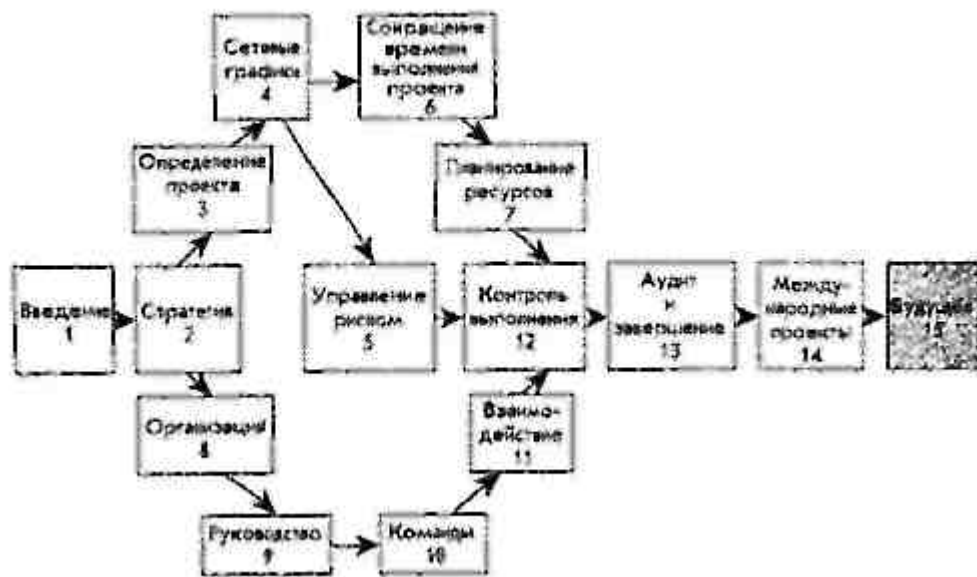 Сетевые
графики
4
Сокращение
времени
выполнения
проекта
6
Определение
проекта
3
Планирование
ресурсов
7
Введение
1
Стратегия
2
Управление
риском
5
Контроль
выполнения
12
Аудит
и
завершение
13
Между-
народные
проекты
14
Будущее
15
Организация
8
Взаимо-
действие
11
Руководство
9
Команды
10